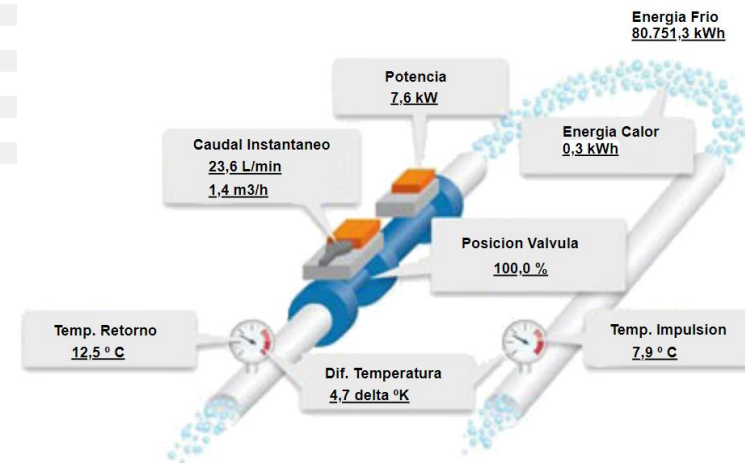 Energia Frio
80.751,3 kWh
Potencia
7,6 kW
Energia Calor
0,3 kWh
Caudal Instantaneo
23,6 L/min
1,4 m3/h
Posicion Valvula
100,0 %
Temp. Retorno
12,5 º C
Temp. Impulsion
7,9 º C
Dif. Temperatura
4,7 delta ºK